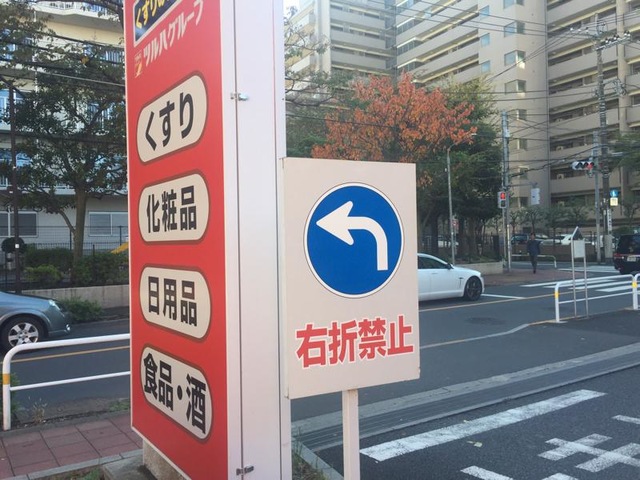 ツルハグループ
くすり
化粧品
日用品
食品・酒
右折禁止